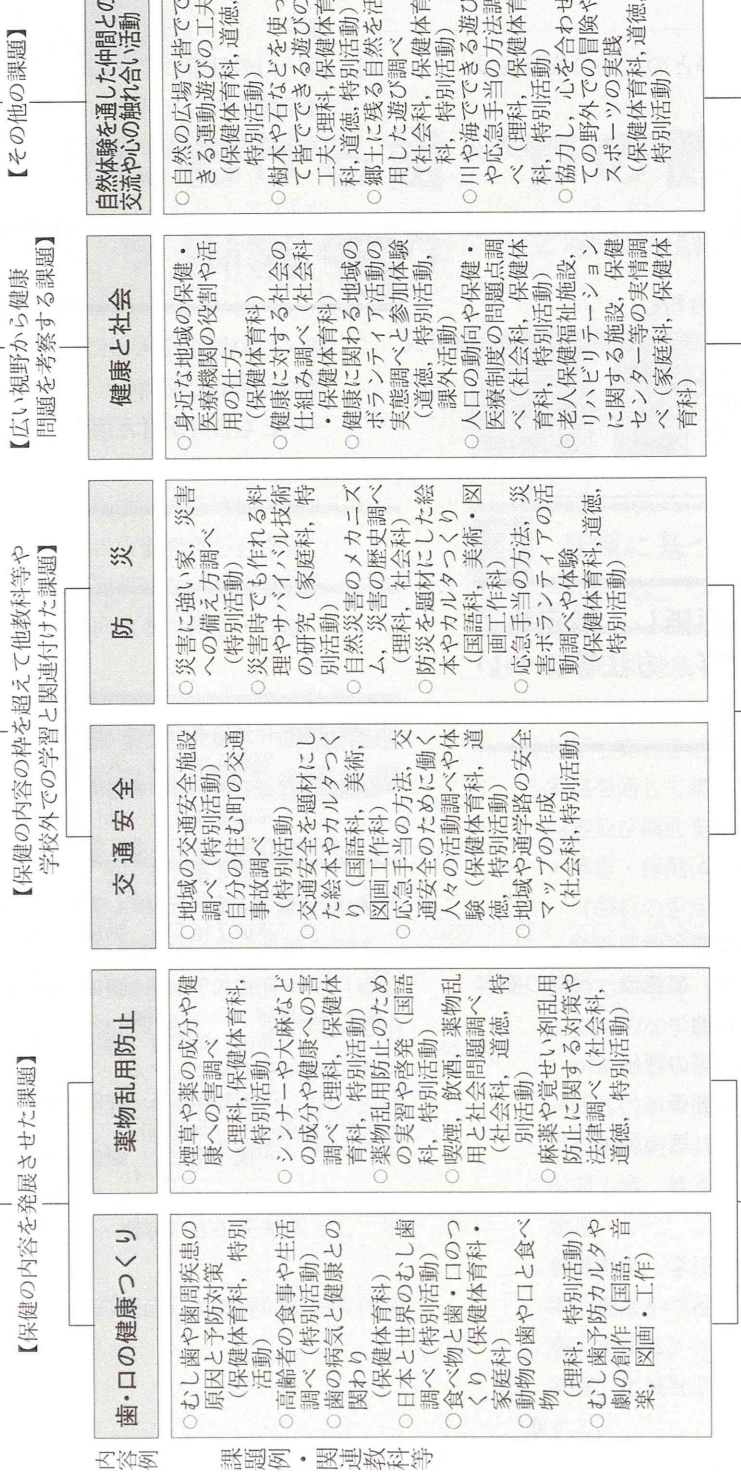 【保健の内容を発展させた課題】
【保健の内容の枠を超えて他教科等や
学校外での学習と関連付けた課題】
【広い視野から健康
問題を考察する課題】
【その他の課題】
内容例
課題例・関連教科等
歯・口の健康つくり
○むし歯や歯周疾患の
原因と予防対策
(保健体育科，特別
活動)
○高齢者の食事や生活
調べ（特別活動）
○歯の病気と健康との
関わり
(保健体育科)
○日本と世界のむし歯
調べ（特別活動）
○食べ物と歯・口のつ
くり（保健体育科・
家庭科）
○動物の歯や口と食べ
物
(理科，特別活動)
○むし歯予防カルタや
劇の創作（国語，音
楽，図画・工作）
薬物乱用防止
○煙草や薬の成分や健
康への害調べ
(理科，保健体育科，
特別活動)
○シンナーや大麻など
の成分や健康への害
調べ（理科，保健体
育科，特別活動）
○薬物乱用防止のため
の実習や啓発（国語
科，特別活動）
○喫煙，飲酒，薬物乱
用と社会問題調べ
(社会科，道徳，特
別活動)
○麻薬や覚せい剤乱用
防止に関する対策や
法律調べ（社会科，
道徳，特別活動）
交通安全
○地域の交通安全施設
調べ（特別活動）
○自分の住む町の交通
事故調べ
(特別活動)
○交通安全を題材にし
た絵本やカルタつく
り（国語科，美術，
図画工作科）
○応急手当の方法，交
通安全のために働く
人々の活動調べや体
験（保健体育科，道
徳，特別活動）
○地域や通学路の安全
マップの作成
(社会科，特別活動)
防災
○災害に強い家，災害
への備え方調べ
(特別活動)
○災害時でも作れる料
理やサバイバル技術
の研究（家庭科，特
別活動）
○自然災害のメカニズ
ム，災害の歴史調べ
(理科，社会科)
○防災を題材にした絵
本やカルタつくり
(国語科，美術・図
画工作科)
○応急手当の方法，災
害ボランティアの活
動調べや体験
(保健体育科，道徳，
特別活動)
健康と社会
○身近な地域の保健・
医療機関の役割や活
用の仕方
(保健体育科)
○健康に対する社会の
仕組み調べ（社会科
・保健体育科）
○健康に関わる地域の
ボランティア活動の
実態調べと参加体験
(道徳，特別活動，
課外活動)
○人口の動向や保健・
医療制度の問題点調
べ（社会科，保健体
育科，特別活動）
○老人保健福祉施設，
リハビリテーション
に関する施設，保健
センター等の実情調
べ（家庭科，保健体
育科）
自然体験を通した仲間との
交流や心の触れ合い活動
○自然の広場で皆でで
きる運動遊びの工夫
(保健体育科，道徳，
特別活動)
○樹木や石などを使っ
て皆でできる遊びの
工夫（理科，保健体育
科，道徳，特別活動）
○郷土に残る自然を活
用した遊び調べ
(社会科，保健体育
科，特別活動)
○川や海でできる遊び
や応急手当の方法調
べ（理科，保健体育
科，特別活動）
○協力し，心を合わせ
ての野外での冒険や
スポーツの実践
(保健体育科，道徳，
特別活動)